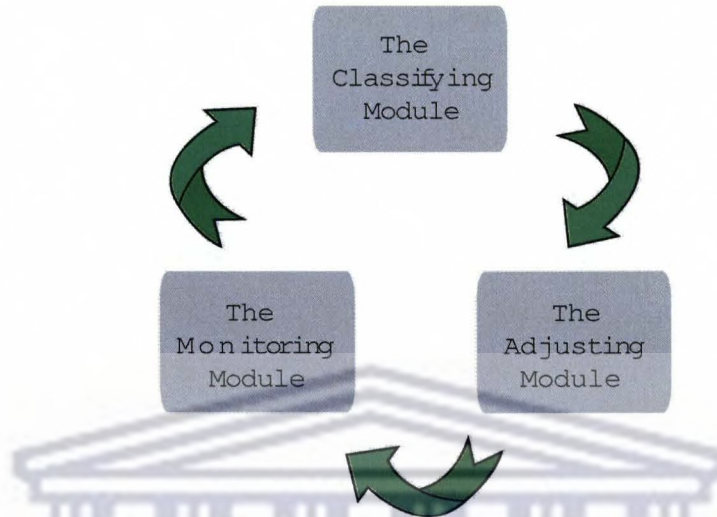 The
Classifying
Module
The
Monitoring
Module
The
Adjusting
Module